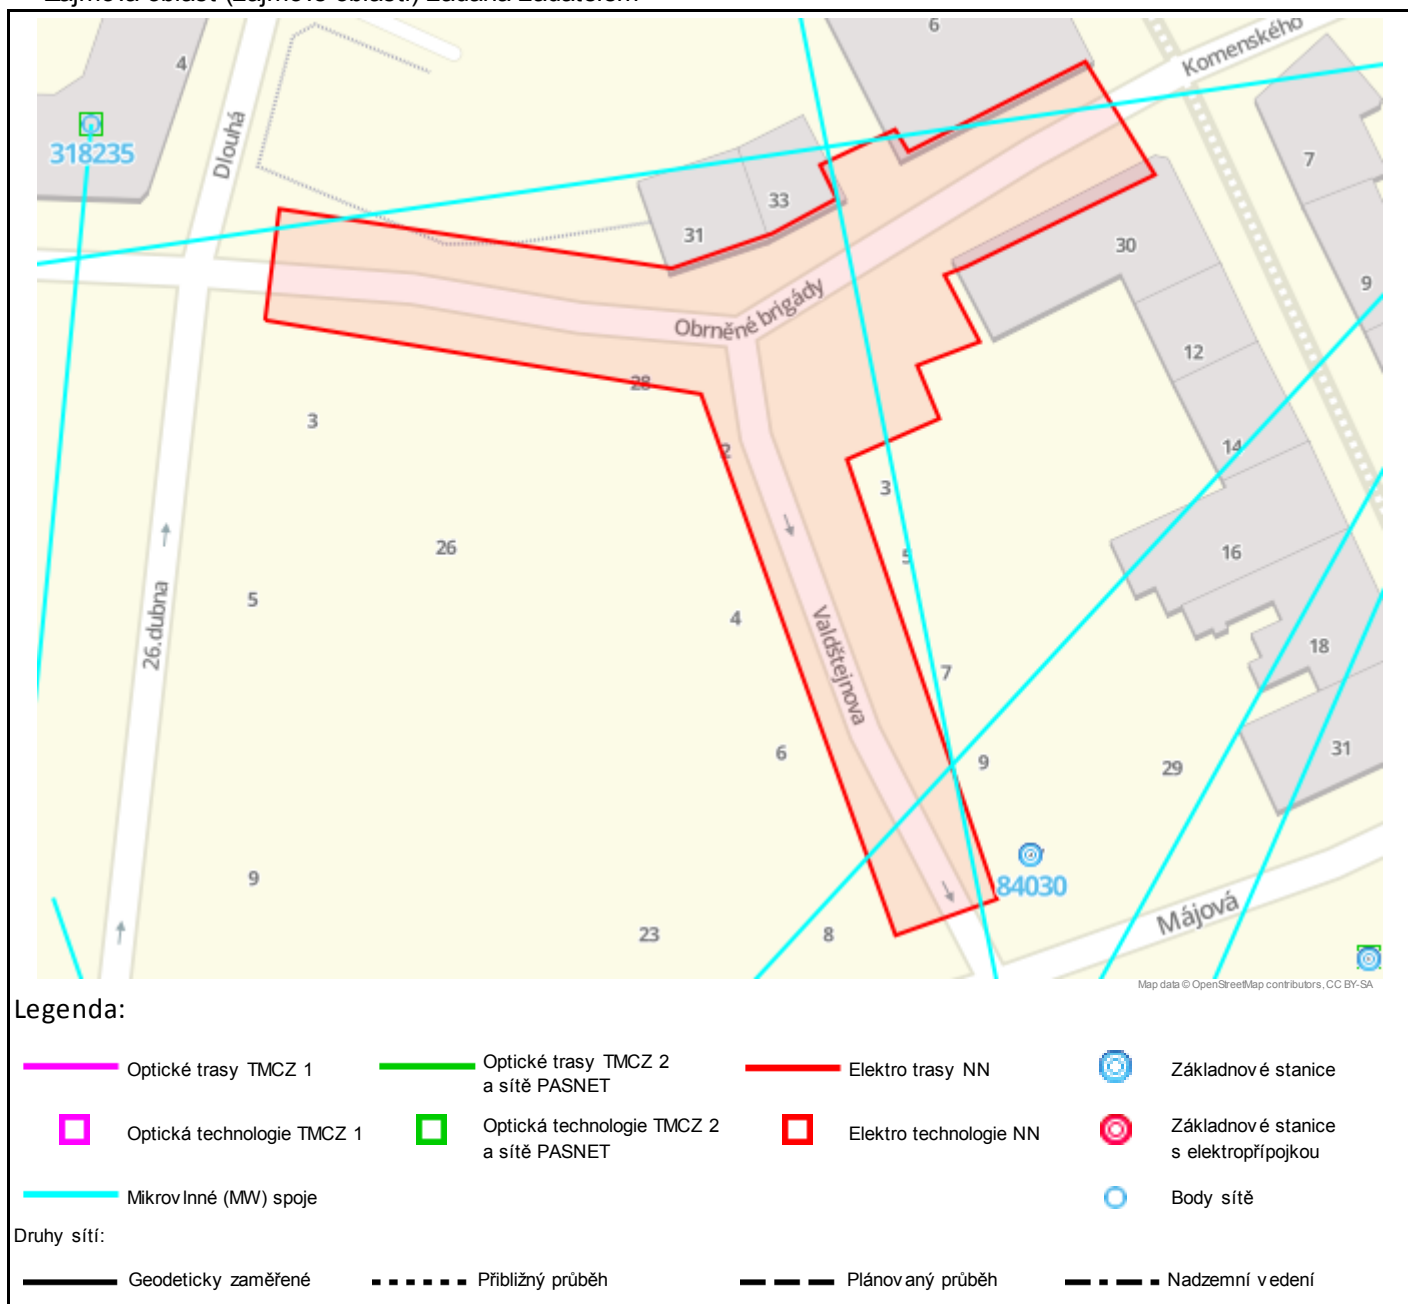 6
Komenského
4
318235
Dlouhá
7
33
31
30
9
Obrněné brigády
12
28
3
2
14
3
26
5
16
5
4
26.dubna
Valdštejnova
18
7
6
9
29
31
9
84030
Májová
23
8
Map data © OpenStreetMap contributors, CC BY-SA
Legenda:
Optické trasy TMCZ 1
Optické trasy TMCZ 2
a sítě PASNET
Elektro trasy NN
Základnové stanice
Optická technologie TMCZ 1
Optická technologie TMCZ 2
a sítě PASNET
Elektro technologie NN
Základnové stanice
s elektropřípojkou
Mikrovlnné (MW) spoje
Body sítě
Druhy sítí:
Geodeticky zaměřené
Přibližný průběh
Plánovaný průběh
Nadzemní vedení